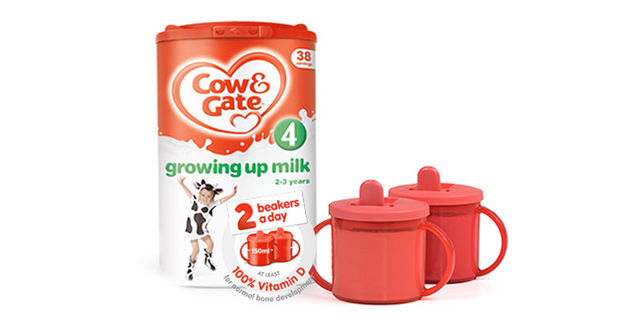 38
servings
Cow&
Gate
4
growing up milk
2-3 years
2 beakers
a day
150ml
AT LEAST
100% Vitamin D
for normal bone development